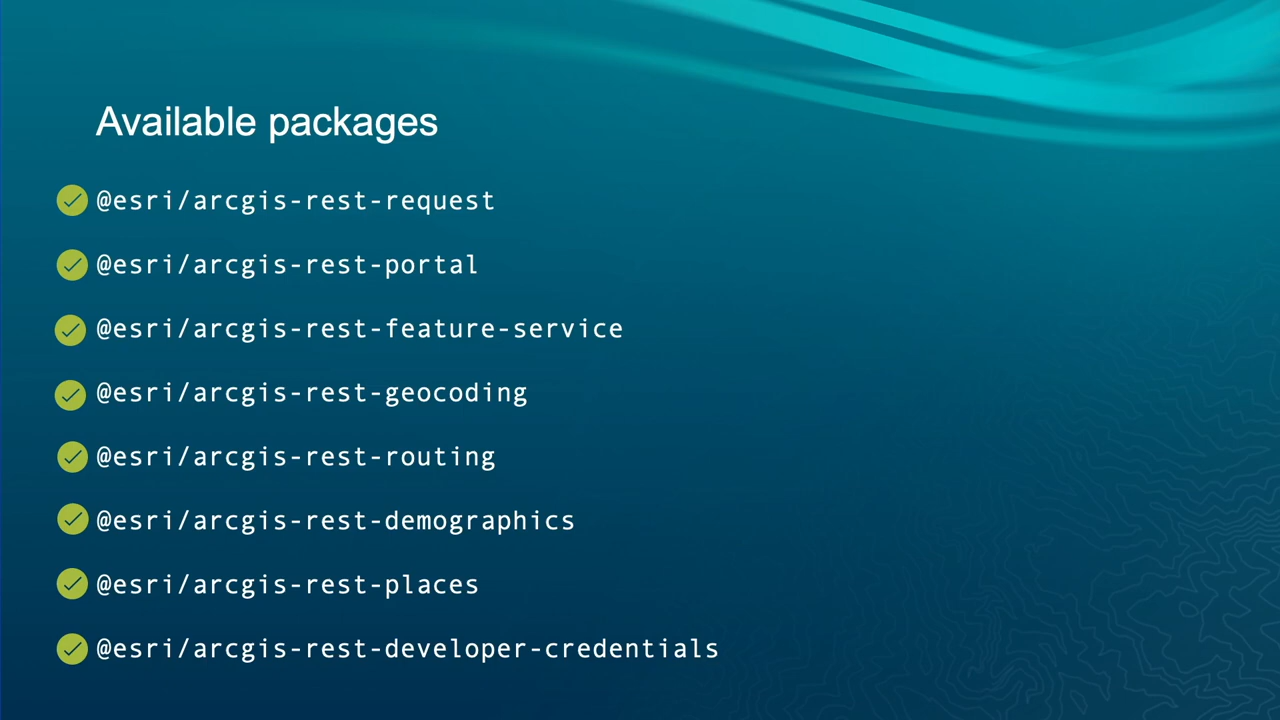 Available packages
@esri/arcgis-rest-request
@esri/arcgis-rest-portal
@esri/arcgis-rest-feature-service
@esri/arcgis-rest-geocoding
@esri/arcgis-rest-routing
@esri/arcgis-rest-demographics
@esri/arcgis-rest-places
@esri/arcgis-rest-developer-credentials